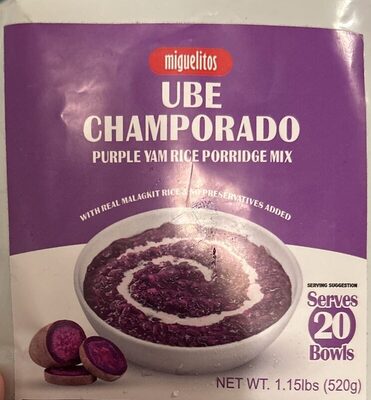 miguelitos
UBE
CHAMPORADO
PURPLE YAM RICE PORRIDGE MIX
WITH REAL MALAGKIT RICE & NO PRESERVATIVES ADDED
SERVING SUGGESTION
Serves
20
Bowls
NET WT. 1.15lbs (520g)